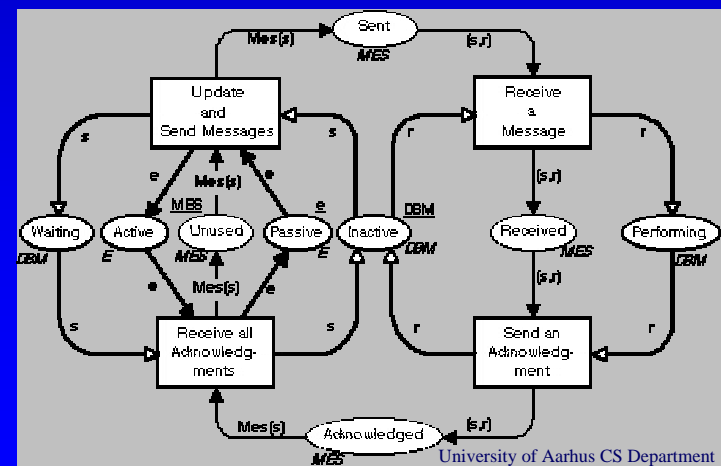 Sent
MES
Mes(s)
(s,r)
Update
and
Send Messages
Receive
a
Message
s
s
r
r
e
Mes(s)
e
(s,r)
MES
e
DBM
Waiting
DBM
Active
E
Unused
MES
Passive
E
Inactive
DBM
Received
MES
Performing
DBM
e
Mes(s)
e
(s,r)
s
s
r
r
Receive all
Acknowledg-
ments
Send an
Acknowledg-
ment
Mes(s)
Acknowledged
MES
(s,r)
University of Aarhus CS Department